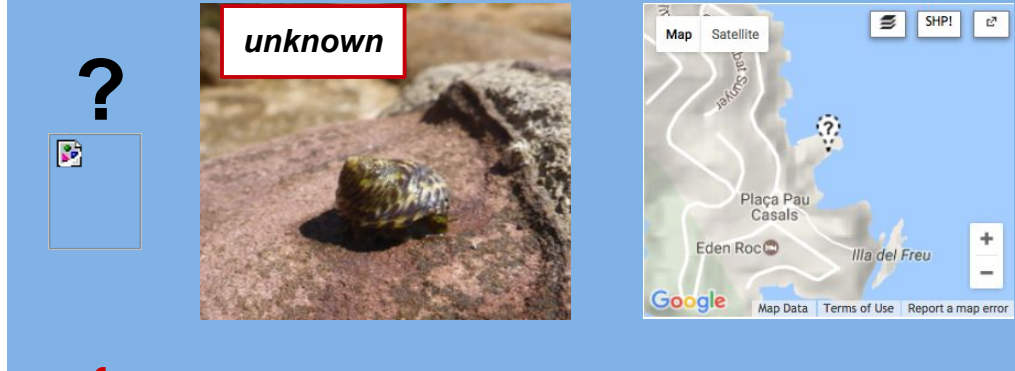 unknown
?
Map Satellite
SHP!
?
Plaça Pau
Casals
Eden Roc
Illa del Freu
+
−
Google
Map Data Terms of Use Report a map error